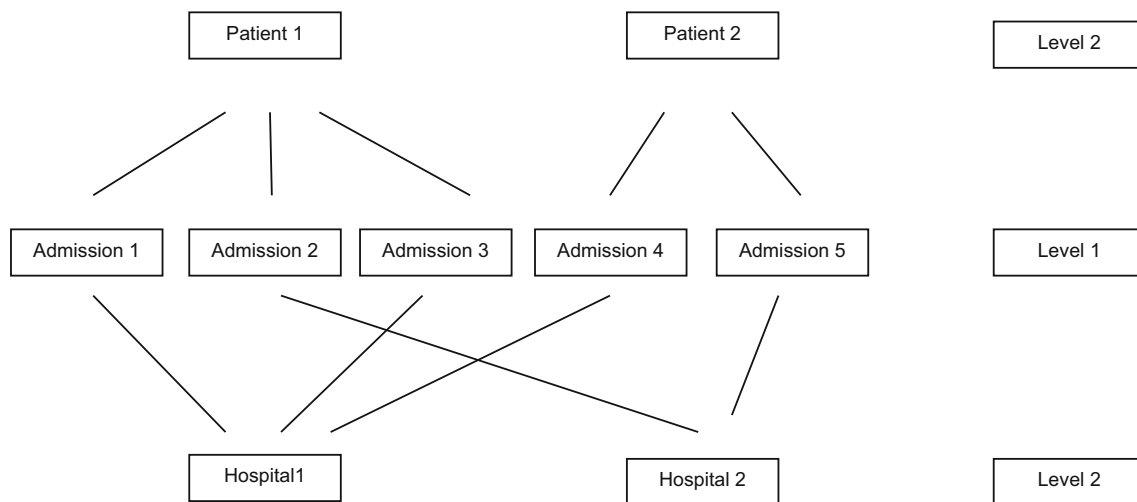 Patient 1
Patient 2
Level 2
Admission 1
Admission 2
Admission 3
Admission 4
Admission 5
Level 1
Hospital1
Hospital 2
Level 2